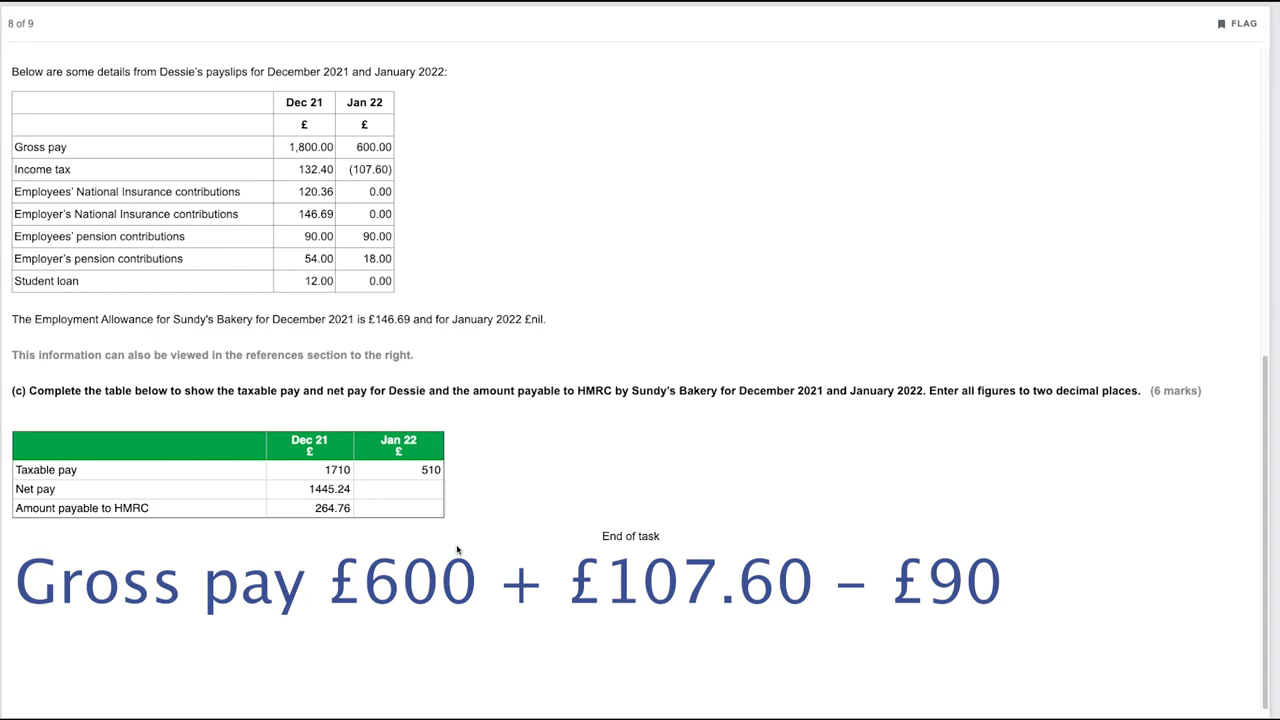 8 of 9
FLAG
Below are some details from Dessie's payslips for December 2021 and January 2022:
Dec 21 Jan 22
£ £
Gross pay 1,800.00 600.00
Income tax 132.40 (107.60)
Employees' National Insurance contributions 120.36 0.00
Employer's National Insurance contributions 146.69 0.00
Employees' pension contributions 90.00 90.00
Employer's pension contributions 54.00 18.00
Student loan 12.00 0.00
The Employment Allowance for Sundy's Bakery for December 2021 is £146.69 and for January 2022 £nil.
This information can also be viewed in the references section to the right.
(c) Complete the table below to show the taxable pay and net pay for Dessie and the amount payable to HMRC by Sundy's Bakery for December 2021 and January 2022. Enter all figures to two decimal places. (6 marks)
Dec 21 Jan 22
£ £
Taxable pay 1710 510
Net pay 1445.24
Amount payable to HMRC 264.76
End of task
Gross pay £600 + £107.60 – £90